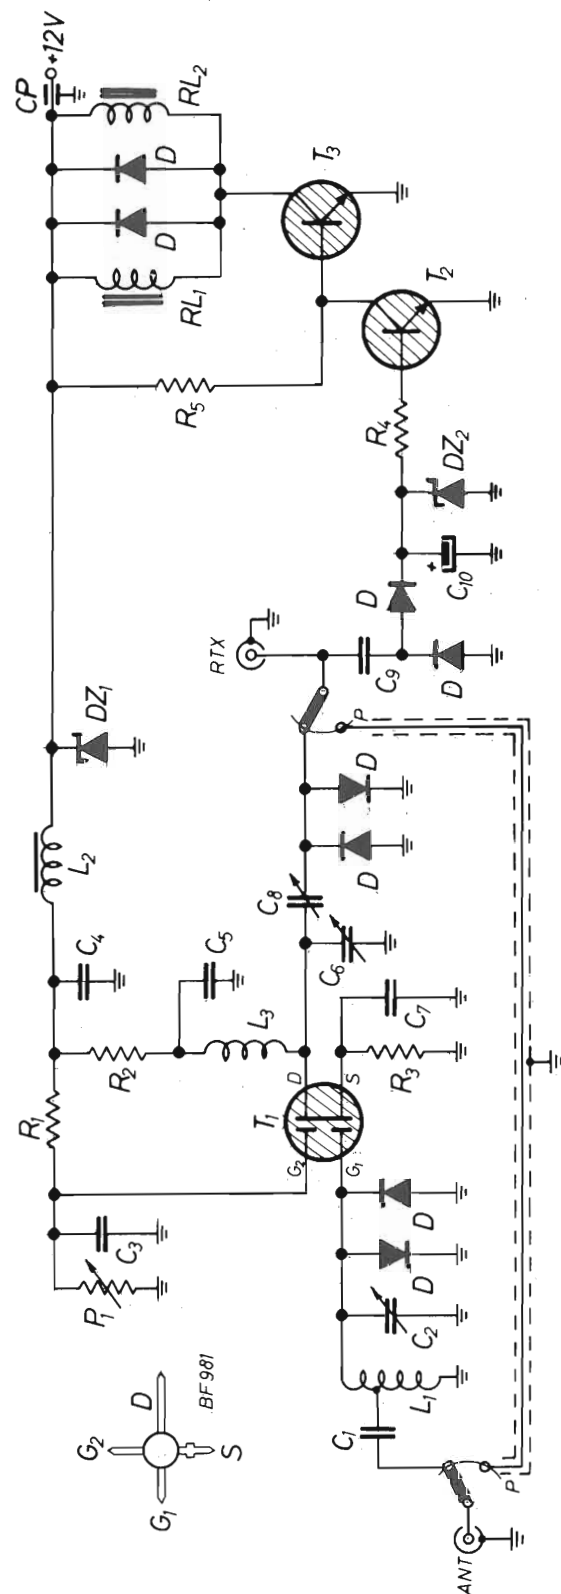 CP
+12V
RL₂
D
D
RL₁
T₃
T₂
R₅
R₄
DZ₂
D
C₁₀
+
RTX
C₉
D
DZ₁
P
L₂
D
D
C₈
C₆
C₄
C₅
L₃
C₇
R₂
D
S
R₃
R₁
T₁
G₂
G₁
C₃
P₁
D
D
C₂
L₁
C₁
P
ANT
G₂
D
G₁
S
BF981